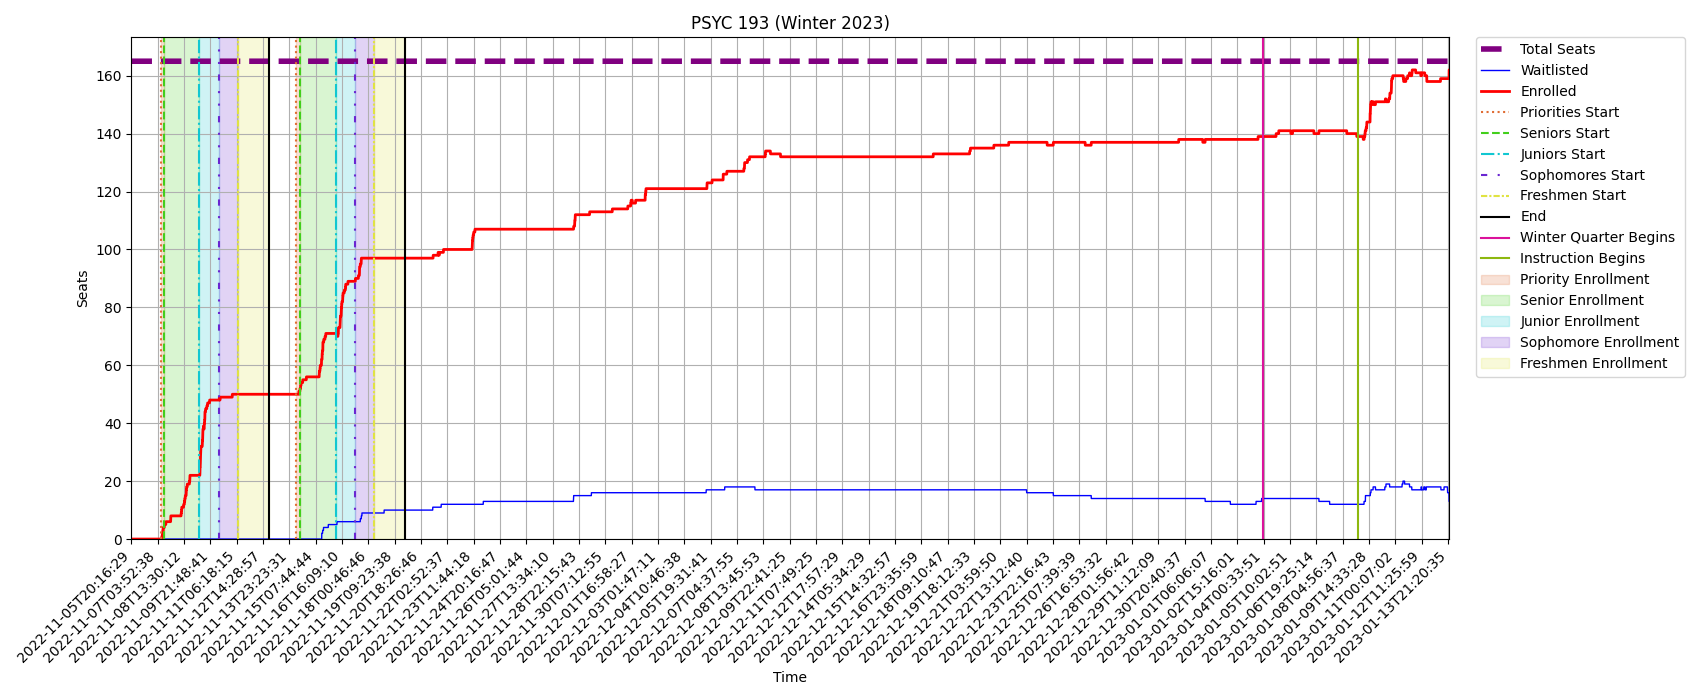 PSYC 193 (Winter 2023)
Total Seats
Waitlisted
Enrolled
Priorities Start
Seniors Start
Juniors Start
Sophomores Start
Freshmen Start
End
Winter Quarter Begins
Instruction Begins
Priority Enrollment
Senior Enrollment
Junior Enrollment
Sophomore Enrollment
Freshmen Enrollment
Seats
160
140
120
100
80
60
40
20
0
2022-11-05T20:16:29
2022-11-07T03:52:38
2022-11-08T13:30:12
2022-11-09T21:48:41
2022-11-11T06:18:15
2022-11-12T14:28:57
2022-11-13T23:23:31
2022-11-15T07:44:44
2022-11-16T16:09:10
2022-11-18T00:46:46
2022-11-19T09:23:38
2022-11-20T18:26:46
2022-11-22T02:52:37
2022-11-23T11:44:18
2022-11-24T20:16:47
2022-11-26T05:01:44
2022-11-27T13:34:10
2022-11-28T22:15:43
2022-11-30T07:12:55
2022-12-01T16:58:27
2022-12-03T01:47:11
2022-12-04T10:46:38
2022-12-05T19:31:41
2022-12-07T04:37:55
2022-12-08T13:45:53
2022-12-09T22:41:25
2022-12-11T07:49:25
2022-12-12T17:57:29
2022-12-14T05:34:29
2022-12-15T14:32:57
2022-12-16T23:35:59
2022-12-18T09:10:47
2022-12-19T18:12:33
2022-12-21T03:59:50
2022-12-22T13:12:40
2022-12-23T22:16:43
2022-12-25T07:39:39
2022-12-26T16:53:32
2022-12-28T01:56:42
2022-12-29T11:12:09
2022-12-30T20:40:37
2023-01-01T06:06:07
2023-01-02T15:16:01
2023-01-04T00:33:51
2023-01-05T10:02:51
2023-01-06T19:25:14
2023-01-08T04:56:37
2023-01-09T14:33:28
2023-01-11T00:07:02
2023-01-12T11:25:59
2023-01-13T21:20:35
Time